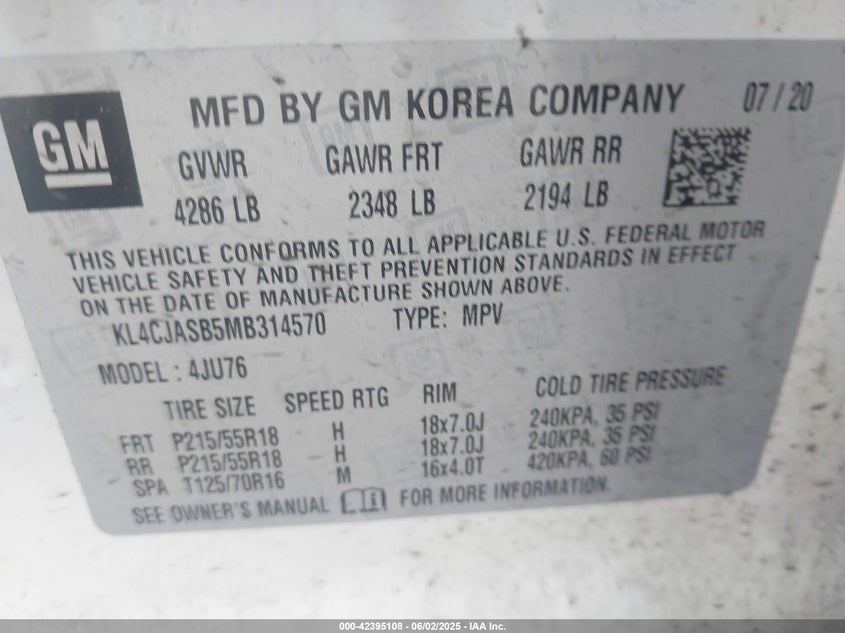 GM
MFD BY GM KOREA COMPANY 07 / 20
GVWR GAWR FRT GAWR RR
4286 LB 2348 LB 2194 LB
THIS VEHICLE CONFORMS TO ALL APPLICABLE U.S. FEDERAL MOTOR
VEHICLE SAFETY AND THEFT PREVENTION STANDARDS IN EFFECT
ON THE DATE OF MANUFACTURE SHOWN ABOVE.
KL4CJASB5MB314570 TYPE: MPV
MODEL : 4JU76
TIRE SIZE SPEED RTG RIM COLD TIRE PRESSURE
FRT P215/55R18 H 18x7.0J 240KPA, 35 PSI
RR P215/55R18 H 18x7.0J 240KPA, 35 PSI
SPA T125/70R16 M 16x4.0T 420KPA, 60 PSI
SEE OWNER'S MANUAL FOR MORE INFORMATION.
000-42395108 - 06/02/2025 - IAA Inc.